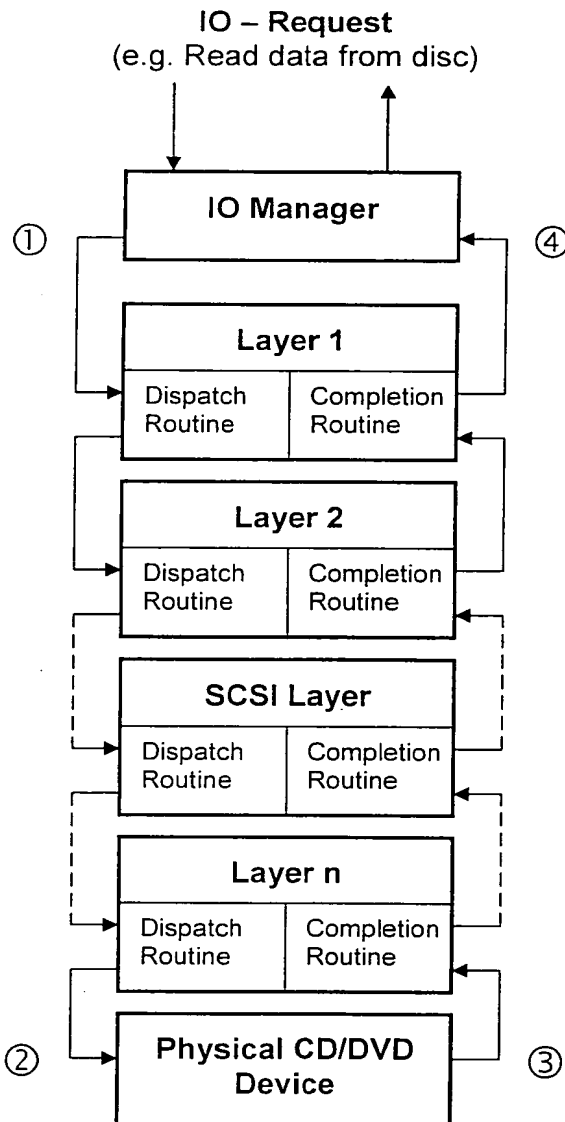 IO – Request
(e.g. Read data from disc)
IO Manager
① ④
Layer 1
Dispatch Routine
Completion Routine
Layer 2
Dispatch Routine
Completion Routine
SCSI Layer
Dispatch Routine
Completion Routine
Layer n
Dispatch Routine
Completion Routine
② ③
Physical CD/DVD
Device